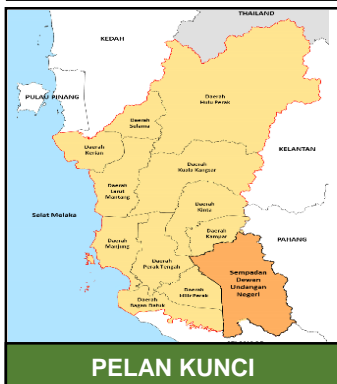 THAILAND
KEDAH
PULAU PINANG
Daerah
Hulu Perak
Daerah
Selama
Daerah
Kerian
KELANTAN
Daerah
Kuala Kangsar
Daerah
Larut
Matang
Selat Melaka
Daerah
Kinta
Daerah
Kampar
Daerah
Manjung
PAHANG
Daerah
Perak Tengah
Sempadan
Dewan
Undangan
Negeri
Daerah
Hilir Perak
Daerah
Bagan Datuk
PELAN KUNCI